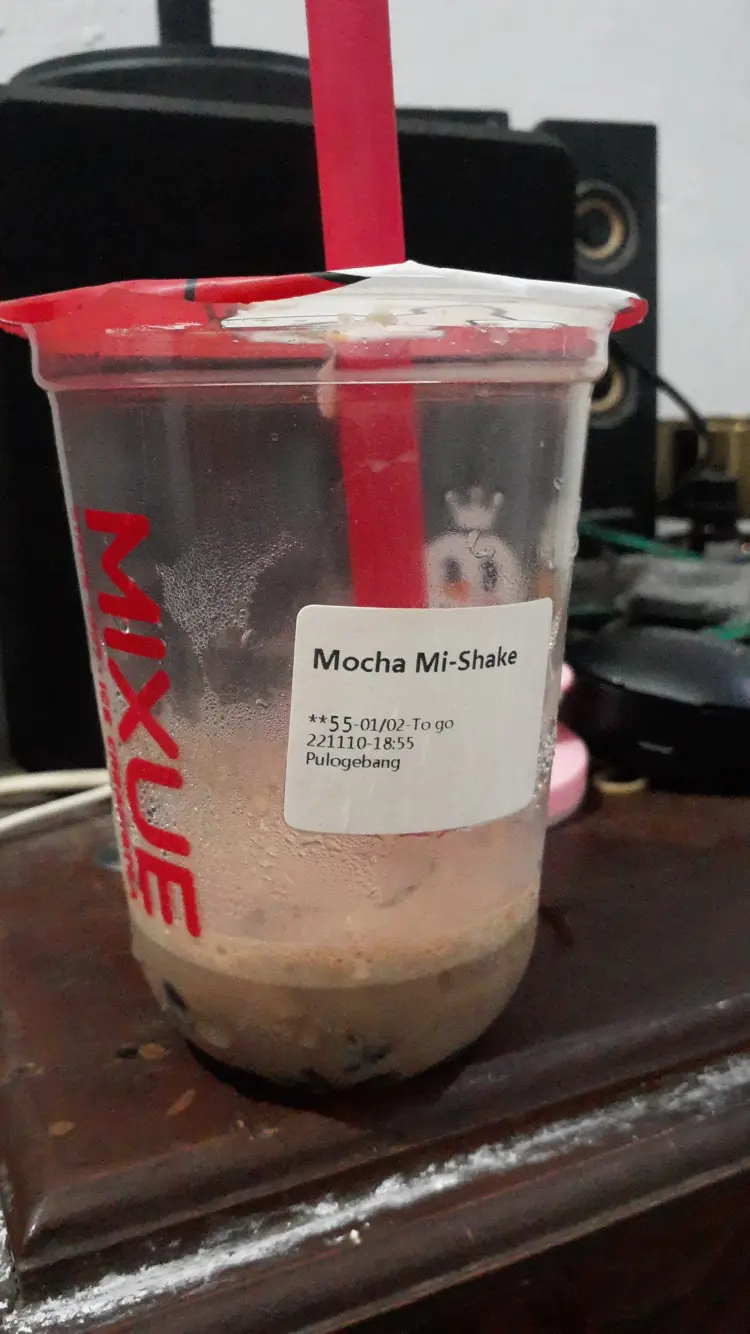 MIXUE
Mocha Mi-Shake
**55-01/02-To go
221110-18:55
Pulogebang